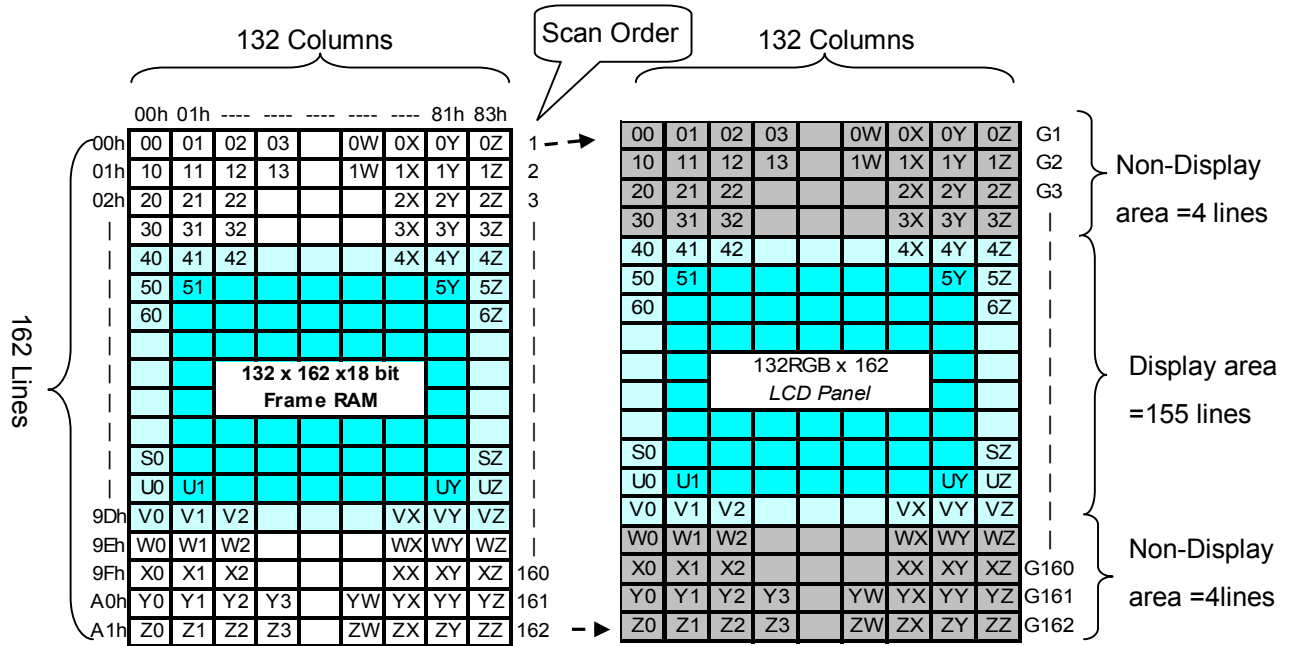 132 Columns
Scan Order
132 Columns
00h 01h ---- ---- ---- ---- ---- 81h 83h
00h 00 01 02 03 0W 0X 0Y 0Z 1
01h 10 11 12 13 1W 1X 1Y 1Z 2
02h 20 21 22 2X 2Y 2Z 3
30 31 32 3X 3Y 3Z
40 41 42 4X 4Y 4Z
50 51 5Y 5Z
60 6Z
132 x 162 x18 bit
Frame RAM
S0 SZ
U0 U1 UY UZ
9Dh V0 V1 V2 VX VY VZ
9Eh W0 W1 W2 WX WY WZ
9Fh X0 X1 X2 XX XY XZ 160
A0h Y0 Y1 Y2 Y3 YW YX YY YZ 161
A1h Z0 Z1 Z2 Z3 ZW ZX ZY ZZ 162
162 Lines
00 01 02 03 0W 0X 0Y 0Z G1
10 11 12 13 1W 1X 1Y 1Z G2
20 21 22 2X 2Y 2Z G3
30 31 32 3X 3Y 3Z
40 41 42 4X 4Y 4Z
50 51 5Y 5Z
60 6Z
132RGB x 162
LCD Panel
S0 SZ
U0 U1 UY UZ
V0 V1 V2 VX VY VZ
W0 W1 W2 WX WY WZ
X0 X1 X2 XX XY XZ G160
Y0 Y1 Y2 Y3 YW YX YY YZ G161
Z0 Z1 Z2 Z3 ZW ZX ZY ZZ G162
Non-Display
area =4 lines
Display area
=155 lines
Non-Display
area =4lines